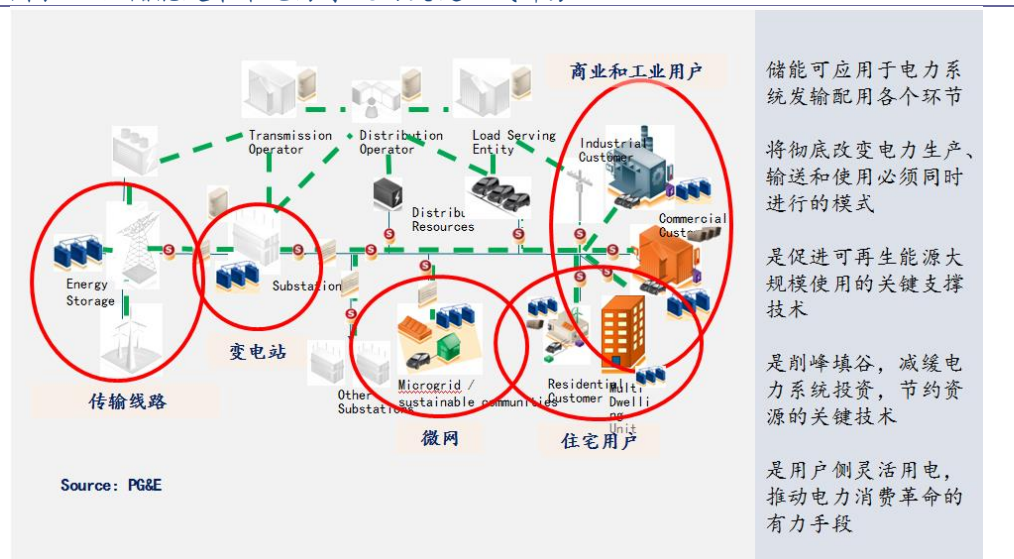 商业和工业用户
Transmission
Operator
Distribution
Operator
Load Serving
Entity
Industrial
Customer
Distribu
Resources
Commercial
Custo
Energy
Storage
Substation
变电站
传输线路
Other
Substations
Microgrid /
sustainable communities
微网
Residential
Customer
Multi
Dwelli
ng
Unit
住宅用户
Source: PG&E
储能可应用于电力系
统发输配用各个环节
将彻底改变电力生产、
输送和使用必须同时
进行的模式
是促进可再生能源大
规模使用的关键支撑
技术
是削峰填谷，减缓电
力系统投资，节约资
源的关键技术
是用户侧灵活用电，
推动电力消费革命的
有力手段
S
S
S
S
S
S
S
S
S
S